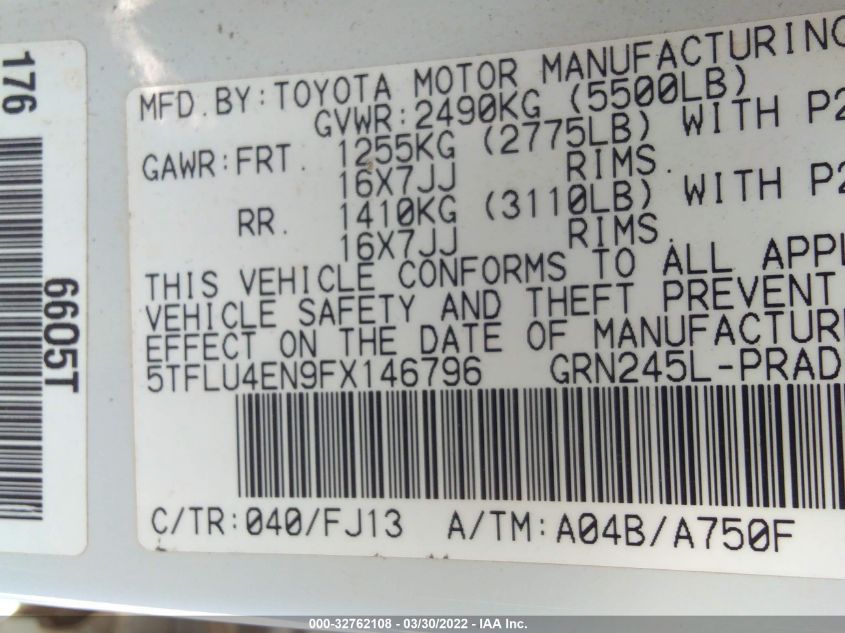 176
6605T
MFD. BY: TOYOTA MOTOR MANUFACTURING
GVWR: 2490KG (5500LB)
GAWR: FRT. 1255KG (2775LB) WITH P2
16X7JJ RIMS.
RR. 1410KG (3110LB) WITH P2
16X7JJ RIMS.
THIS VEHICLE CONFORMS TO ALL APPL
VEHICLE SAFETY AND THEFT PREVENT
EFFECT ON THE DATE OF MANUFACTUR
5TFLU4EN9FX146796 GRN245L-PRAD
C/TR: 040/FJ13 A/TM: A04B/A750F
000-32762108 - 03/30/2022 - IAA Inc.